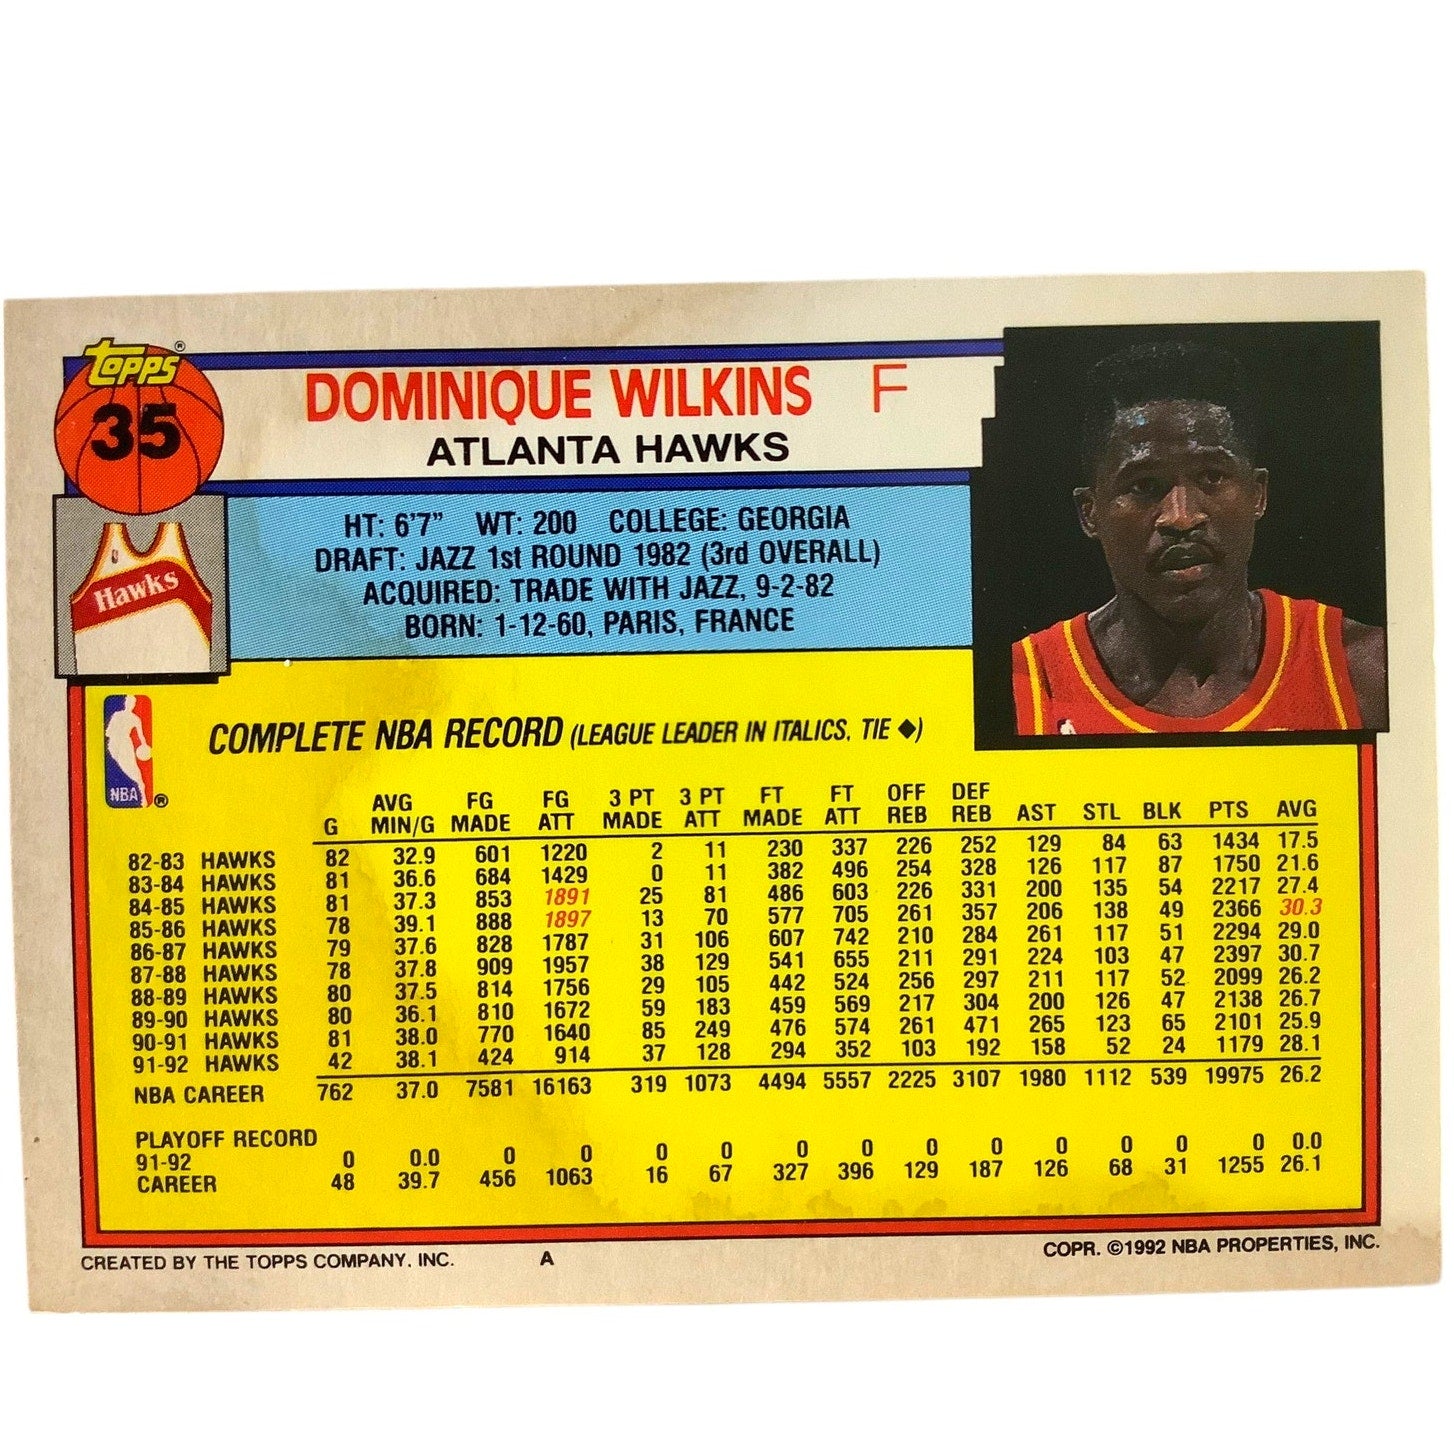 topps®
35
DOMINIQUE WILKINS F
ATLANTA HAWKS
Hawks
HT: 6'7" WT: 200 COLLEGE: GEORGIA
DRAFT: JAZZ 1st ROUND 1982 (3rd OVERALL)
ACQUIRED: TRADE WITH JAZZ, 9-2-82
BORN: 1-12-60, PARIS, FRANCE
NBA ®
COMPLETE NBA RECORD (LEAGUE LEADER IN ITALICS, TIE ◆)
G AVG MIN/G FG MADE FG ATT 3 PT MADE 3 PT ATT FT MADE FT ATT OFF REB DEF REB AST STL BLK PTS AVG
82-83 HAWKS 82 32.9 601 1220 2 11 230 337 226 252 129 84 63 1434 17.5
83-84 HAWKS 81 36.6 684 1429 0 11 382 496 254 328 126 117 87 1750 21.6
84-85 HAWKS 81 37.3 853 1891 25 81 486 603 226 331 200 135 54 2217 27.4
85-86 HAWKS 78 39.1 888 1897 13 70 577 705 261 357 206 138 49 2366 30.3
86-87 HAWKS 79 37.6 828 1787 31 106 607 742 210 284 261 117 51 2294 29.0
87-88 HAWKS 78 37.8 909 1957 38 129 541 655 211 291 224 103 47 2397 30.7
88-89 HAWKS 80 37.5 814 1756 29 105 442 524 256 297 211 117 52 2099 26.2
89-90 HAWKS 80 36.1 810 1672 59 183 459 569 217 304 200 126 47 2138 26.7
90-91 HAWKS 81 38.0 770 1640 85 249 476 574 261 471 265 123 65 2101 25.9
91-92 HAWKS 42 38.1 424 914 37 128 294 352 103 192 158 52 24 1179 28.1
NBA CAREER 762 37.0 7581 16163 319 1073 4494 5557 2225 3107 1980 1112 539 19975 26.2
PLAYOFF RECORD
91-92 0 0.0 0 0 0 0 0 0 0 0 0 0 0 0 0.0
CAREER 48 39.7 456 1063 16 67 327 396 129 187 126 68 31 1255 26.1
CREATED BY THE TOPPS COMPANY, INC. A COPR. ©1992 NBA PROPERTIES, INC.